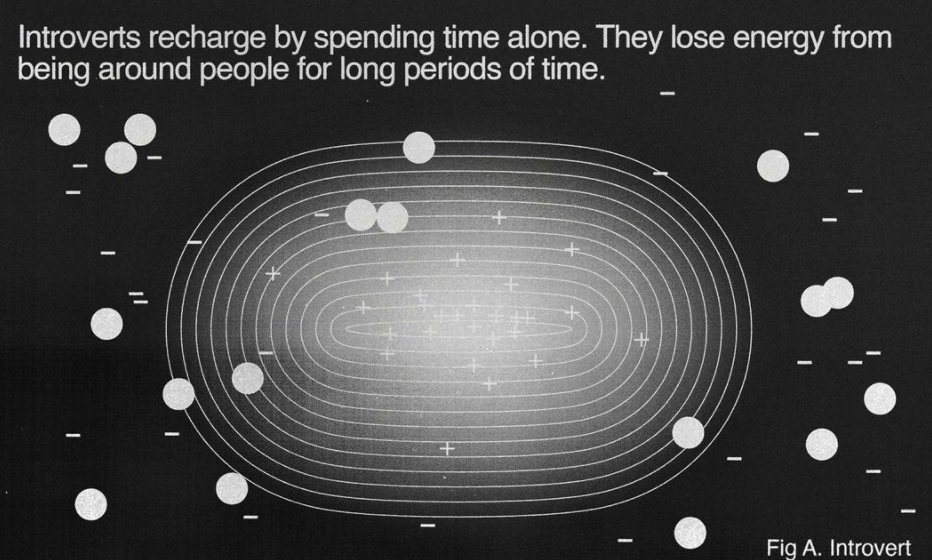 Introverts recharge by spending time alone. They lose energy from
being around people for long periods of time.
Fig A. Introvert